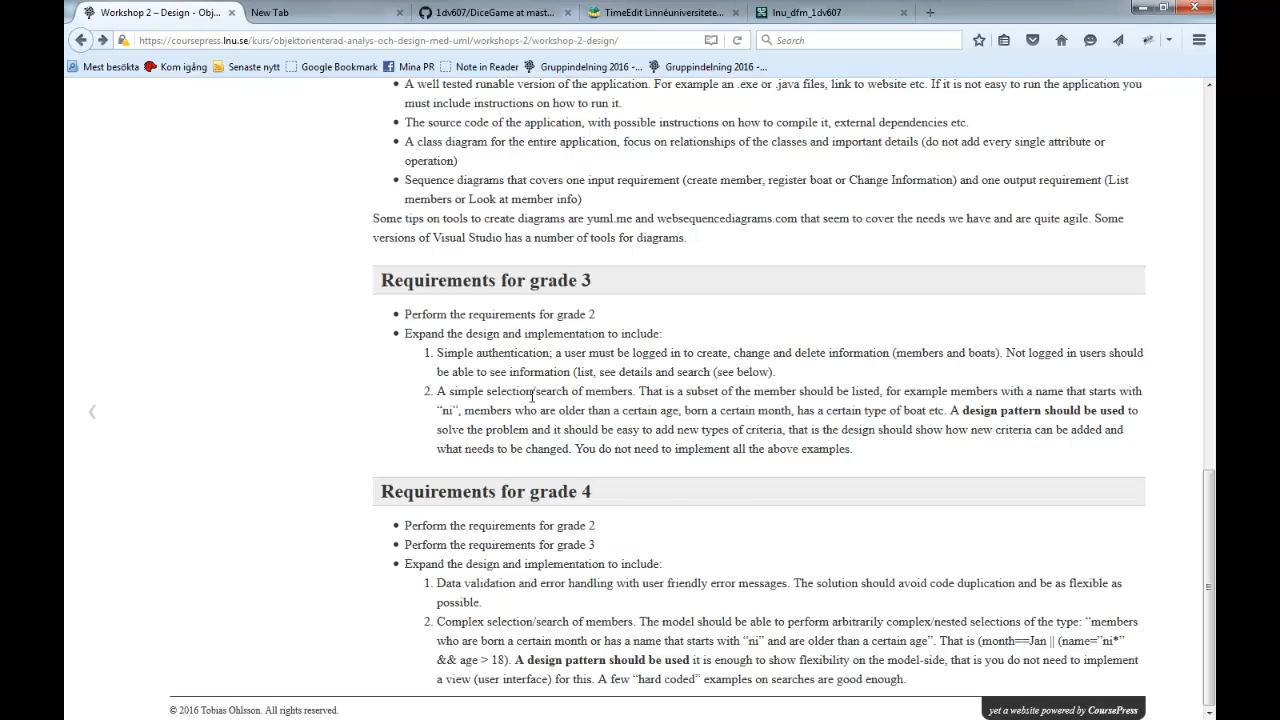 Workshop 2 – Design - Obj...
New Tab
1dv607/DiceGame at mast...
TimeEdit Linnéuniversitete...
lnu_dfm_1dv607
https://coursepress.lnu.se/kurs/objektorienterad-analys-och-design-med-uml/workshops-2/workshop-2-design/
Search
Mest besökta
Kom igång
Senaste nytt
Google Bookmark
Mina PR
Note in Reader
Gruppindelning 2016 -...
Gruppindelning 2016 -...
• A well tested runable version of the application. For example an .exe or .java files, link to website etc. If it is not easy to run the application you
must include instructions on how to run it.
• The source code of the application, with possible instructions on how to compile it, external dependencies etc.
• A class diagram for the entire application, focus on relationships of the classes and important details (do not add every single attribute or
operation)
• Sequence diagrams that covers one input requirement (create member, register boat or Change Information) and one output requirement (List
members or Look at member info)
Some tips on tools to create diagrams are yuml.me and websequencediagrams.com that seem to cover the needs we have and are quite agile. Some
versions of Visual Studio has a number of tools for diagrams.
Requirements for grade 3
• Perform the requirements for grade 2
• Expand the design and implementation to include:
1. Simple authentication; a user must be logged in to create, change and delete information (members and boats). Not logged in users should
be able to see information (list, see details and search (see below).
2. A simple selection/search of members. That is a subset of the member should be listed, for example members with a name that starts with
“ni”, members who are older than a certain age, born a certain month, has a certain type of boat etc. A design pattern should be used to
solve the problem and it should be easy to add new types of criteria, that is the design should show how new criteria can be added and
what needs to be changed. You do not need to implement all the above examples.
Requirements for grade 4
• Perform the requirements for grade 2
• Perform the requirements for grade 3
• Expand the design and implementation to include:
1. Data validation and error handling with user friendly error messages. The solution should avoid code duplication and be as flexible as
possible.
2. Complex selection/search of members. The model should be able to perform arbitrarily complex/nested selections of the type: “members
who are born a certain month or has a name that starts with “ni” and are older than a certain age”. That is (month==Jan || (name=”ni*”
&& age > 18). A design pattern should be used it is enough to show flexibility on the model-side, that is you do not need to implement
a view (user interface) for this. A few “hard coded” examples on searches are good enough.
© 2016 Tobias Ohlsson. All rights reserved.
yet a website powered by CoursePress